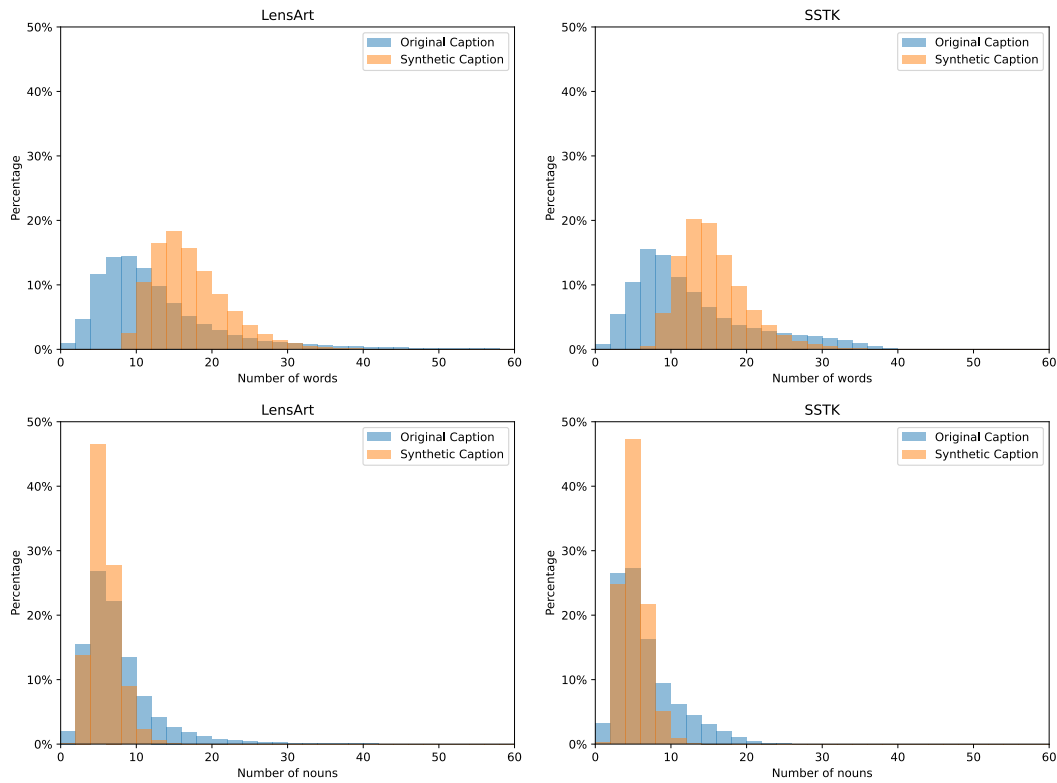 LensArt
50%
40%
30%
20%
10%
0%
Percentage
Original Caption
Synthetic Caption
0 10 20 30 40 50 60
Number of words
SSTK
50%
40%
30%
20%
10%
0%
Percentage
Original Caption
Synthetic Caption
0 10 20 30 40 50 60
Number of words
LensArt
50%
40%
30%
20%
10%
0%
Percentage
Original Caption
Synthetic Caption
0 10 20 30 40 50 60
Number of nouns
SSTK
50%
40%
30%
20%
10%
0%
Percentage
Original Caption
Synthetic Caption
0 10 20 30 40 50 60
Number of nouns